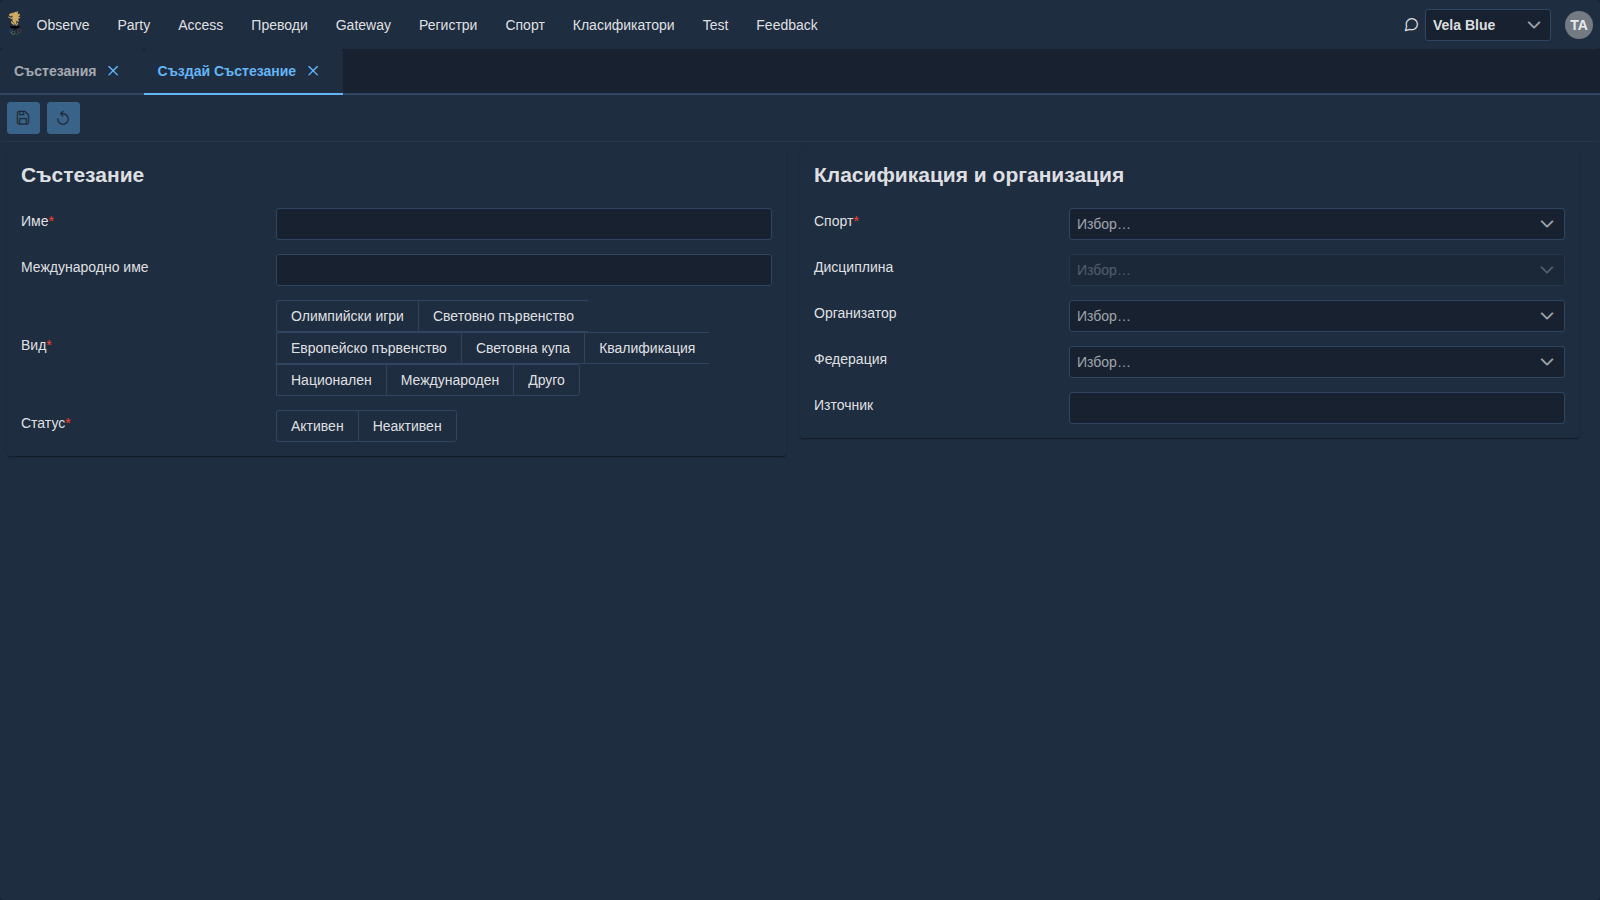 Observe Party Access Преводи Gateway Регистри Спорт Класификатори Test Feedback Vela Blue TA
Състезания Създай Състезание
Състезание
Име*
Международно име
Вид*
Олимпийски игри Световно първенство
Европейско първенство Световна купа Квалификация
Национален Международен Друго
Статус*
Активен Неактивен
Класификация и организация
Спорт* Избор...
Дисциплина Избор...
Организатор Избор...
Федерация Избор...
Източник